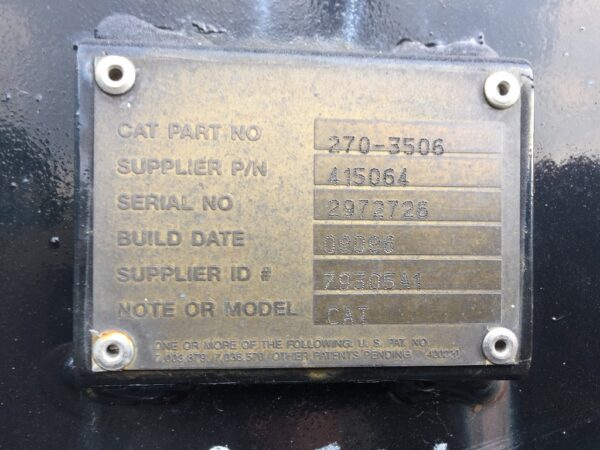 CAT PART NO 270-3506
SUPPLIER P/N 415064
SERIAL NO 2972726
BUILD DATE
SUPPLIER ID # 79305A1
NOTE OR MODEL CAT
ONE OR MORE OF THE FOLLOWING: U. S. PAT. NO.
OTHER PATENTS PENDING